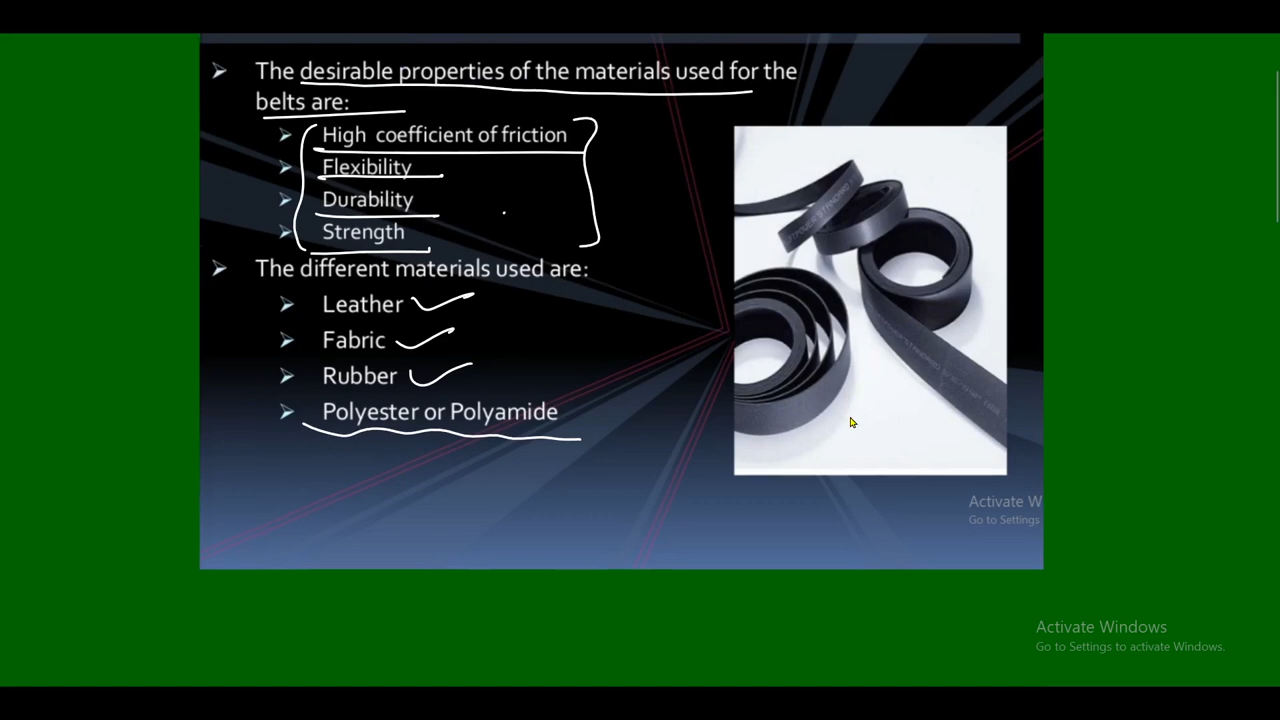 The desirable properties of the materials used for the
belts are:
High coefficient of friction
Flexibility
Durability
Strength
The different materials used are:
Leather
Fabric
Rubber
Polyester or Polyamide
Activate W
Go to Settings
Activate Windows
Go to Settings to activate Windows.